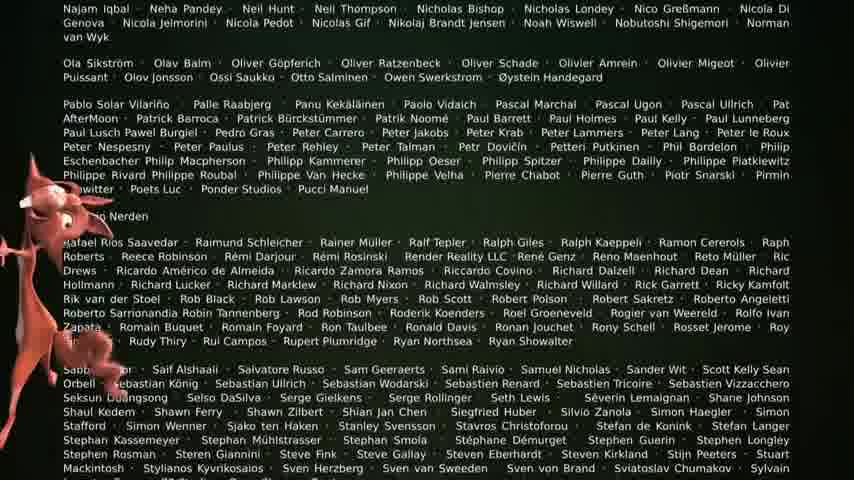 Najam Iqbal · Neha Pandey · Neil Hunt · Neil Thompson · Nicholas Bishop · Nicholas Londey · Nico Greßmann · Nicola Di
Genova · Nicola Jelmorini · Nicola Pedot · Nicolas Gif · Nikolaj Brandt Jensen · Noah Wiswell · Nobutoshi Shigemori · Norman
van Wyk
Ola Sikström · Olav Balm · Oliver Göpferich · Oliver Ratzenbeck · Oliver Schade · Olivier Amrein · Olivier Migeot · Olivier
Puissant · Olov Jonsson · Ossi Saukko · Otto Salminen · Owen Swerkstrom · Øystein Handegard
Pablo Solar Vilariño · Palle Raabjerg · Panu Kekäläinen · Paolo Vidaich · Pascal Marchal · Pascal Ugon · Pascal Ullrich · Pat
AfterMoon · Patrick Barroca · Patrick Bürckstümmer · Patrik Noomé · Paul Barrett · Paul Holmes · Paul Kelly · Paul Lunneberg
Paul Lusch Pawel Burgiel · Pedro Gras · Peter Carrero · Peter Jakobs · Peter Krab · Peter Lammers · Peter Lang · Peter le Roux
Peter Nespesny · Peter Paulus · Peter Rehley · Peter Talman · Petr Dovičín · Petteri Putkinen · Phil Bordelon · Philip
Eschenbacher Philip Macpherson · Philipp Kammerer · Philipp Oeser · Philipp Spitzer · Philippe Dailly · Philippe Piatkiewitz
Philippe Rivard Philippe Roubal · Philippe Van Hecke · Philippe Velha · Pierre Chabot · Pierre Guth · Piotr Snarski · Pirmin
Poets Luc · Ponder Studios · Pucci Manuel
Nerden
Rafael Rios Saavedar · Raimund Schleicher · Rainer Müller · Ralf Tepler · Ralph Giles · Ralph Kaeppeli · Ramon Cererols · Raph
Roberts · Reece Robinson · Rémi Darjour · Rémi Rosinski · Render Reality LLC · René Genz · Reno Maenhout · Reto Müller · Ric
Drews · Ricardo Américo de Almeida · Ricardo Zamora Ramos · Riccardo Covino · Richard Dalzell · Richard Dean · Richard
Hollmann · Richard Lucker · Richard Marklew · Richard Nixon · Richard Walmsley · Richard Willard · Rick Garrett · Ricky Kamfolt
Rik van der Stoel · Rob Black · Rob Lawson · Rob Myers · Rob Scott · Robert Polson · Robert Sakretz · Roberto Angeletti
Roberto Sarrionandia Robin Tannenberg · Rod Robinson · Roderik Koenders · Roel Groeneveld · Rogier van Weereld · Rolfo Ivan
Zapata · Romain Buquet · Romain Foyard · Ron Taulbee · Ronald Davis · Ronan Jouchet · Rony Schell · Rosset Jerome · Roy
Rudy Thiry · Rui Campos · Rupert Plumridge · Ryan Northsea · Ryan Showalter
Saif Alshaali · Salvatore Russo · Sam Geeraerts · Sami Raivio · Samuel Nicholas · Sander Wit · Scott Kelly Sean
Orbell · Sebastian König · Sebastian Ullrich · Sebastian Wodarski · Sebastien Renard · Sebastien Tricoire · Sebastien Vizzacchero
Seksun · Selso DaSilva · Serge Gielkens · Serge Rollinger · Seth Lewis · Séverin Lemaignan · Shane Johnson
Shaul Kedem · Shawn Ferry · Shawn Zilbert · Shian Jan Chen · Siegfried Huber · Silvio Zanola · Simon Haegler · Simon
Stafford · Simon Wenner · Sjako ten Haken · Stanley Svensson · Stavros Christoforou · Stefan de Konink · Stefan Langer
Stephan Kassemeyer · Stephan Mühlstrasser · Stephan Smola · Stéphane Démurget · Stephen Guerin · Stephen Longley
Stephen Rosman · Steren Giannini · Steve Fink · Steve Gallay · Steven Eberhardt · Steven Kirkland · Stijn Peeters · Stuart
Mackintosh · Stylianos Kyvrikosaios · Sven Herzberg · Sven van Sweeden · Sven von Brand · Sviatoslav Chumakov · Sylvain